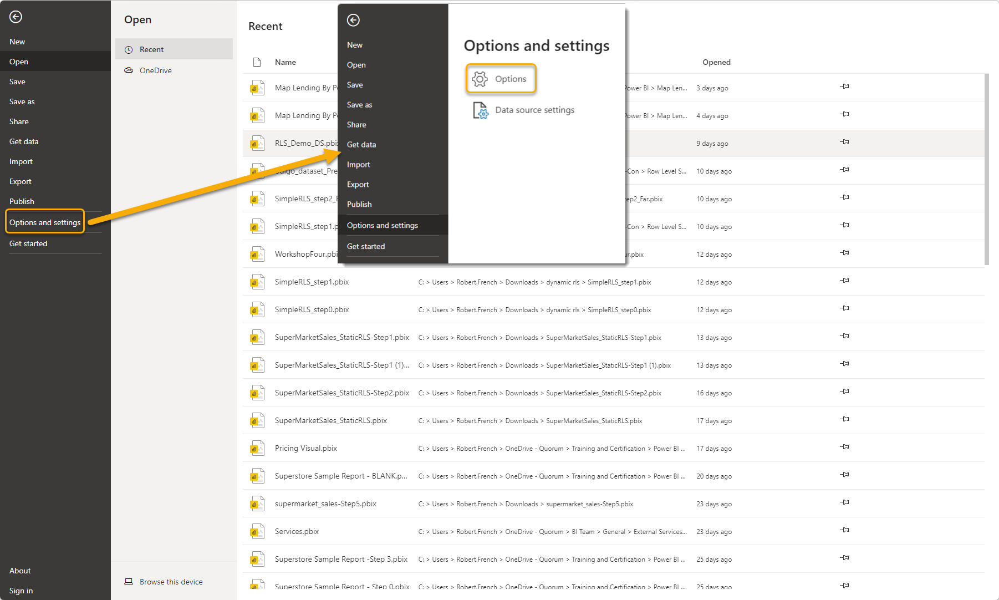 New
Open
Save
Save as
Share
Get data
Import
Export
Publish
Options and settings
Get started
About
Sign in
Open
Recent
OneDrive
Browse this device
Recent
Name
Opened
Map Lending By
Power BI > Map Len...
3 days ago
Map Lending By
Power BI > Map Len...
4 days ago
RLS_Demo_DS.pbix
9 days ago
10 days ago
-Con > Row Level S...
SimpleRLS_step2_
ep2_Far.pbix
10 days ago
SimpleRLS_step1.p
-Con > Row Level S...
10 days ago
WorkshopFour.pbi
ur.pbix
12 days ago
SimpleRLS_step1.pbix
C: > Users > Robert.French > Downloads > dynamic rls > SimpleRLS_step1.pbix
12 days ago
SimpleRLS_step0.pbix
C: > Users > Robert.French > Downloads > dynamic rls > SimpleRLS_step0.pbix
12 days ago
SuperMarketSales_StaticRLS-Step1.pbix
C: > Users > Robert.French > Downloads > SuperMarketSales_StaticRLS-Step1.pbix
13 days ago
SuperMarketSales_StaticRLS-Step1 (1)...
C: > Users > Robert.French > Downloads > SuperMarketSales_StaticRLS-Step1 (1).pbix
13 days ago
SuperMarketSales_StaticRLS-Step2.pbix
C: > Users > Robert.French > Downloads > SuperMarketSales_StaticRLS-Step2.pbix
16 days ago
SuperMarketSales_StaticRLS.pbix
C: > Users > Robert.French > Downloads > SuperMarketSales_StaticRLS.pbix
17 days ago
Pricing Visual.pbix
C: > Users > Robert.French > OneDrive - Quorum > Training and Certification > Power BI ...
17 days ago
Superstore Sample Report - BLANK.p...
C: > Users > Robert.French > OneDrive - Quorum > Training and Certification > Power BI ...
20 days ago
supermarket_sales-Step5.pbix
C: > Users > Robert.French > Downloads > supermarket_sales-Step5.pbix
23 days ago
Services.pbix
C: > Users > Robert.French > OneDrive - Quorum > BI Team > General > External Services...
23 days ago
Superstore Sample Report -Step 3.pbix
C: > Users > Robert.French > OneDrive - Quorum > Training and Certification > Power BI ...
25 days ago
Superstore Sample Report - Step 0.pbix
C: > Users > Robert.French > OneDrive - Quorum > Training and Certification > Power BI ...
25 days ago
New
Open
Save
Save as
Share
Get data
Import
Export
Publish
Options and settings
Get started
Options and settings
Options
Data source settings